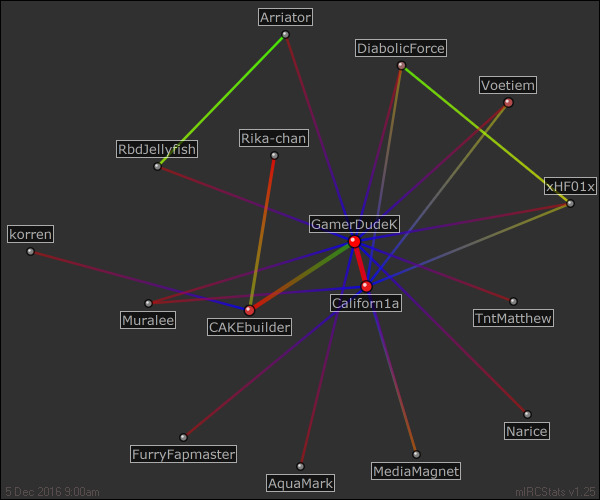 Arriator
DiabolicForce
Voetiem
Rika-chan
RbdJellyfish
xHF01x
GamerDudeK
korren
Californ1a
Muralee
CAKEbuilder
TntMatthew
Narice
FurryFapmaster
MediaMagnet
AquaMark
5 Dec 2016 9:00am
mIRCStats v1.25